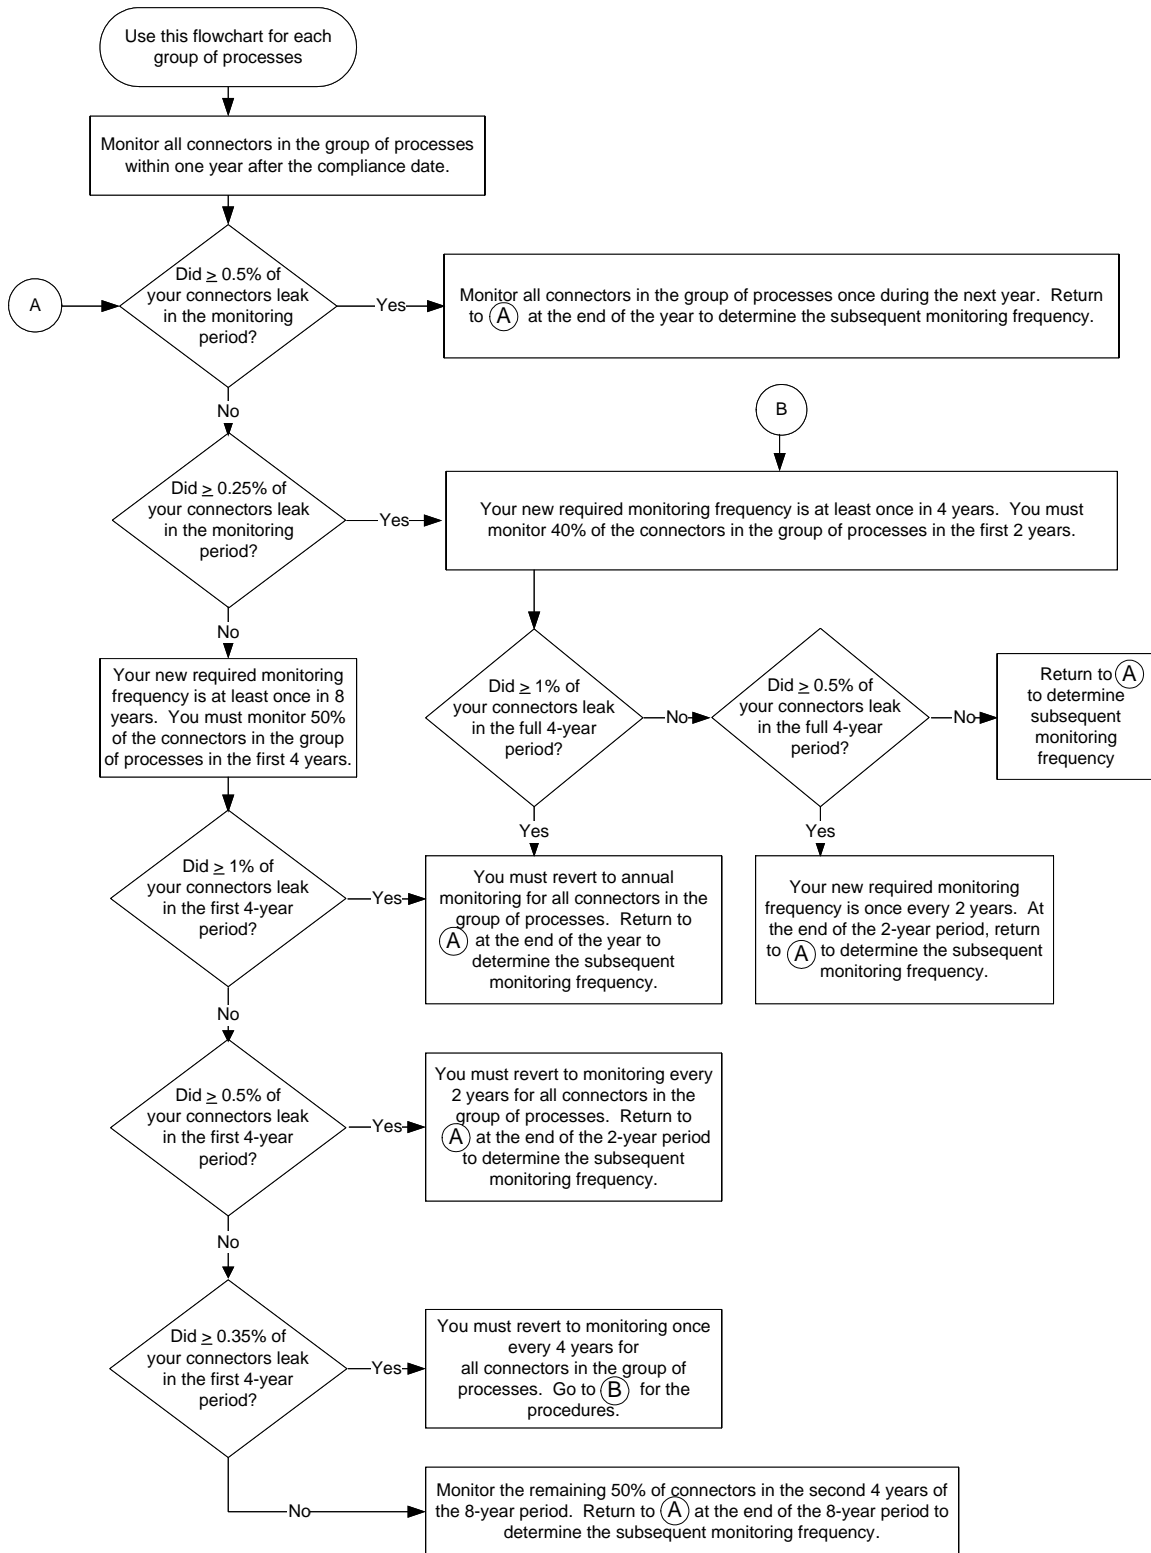 Use this flowchart for each
group of processes
Monitor all connectors in the group of processes
within one year after the compliance date.
A
Did ≥ 0.5% of
your connectors leak
in the monitoring
period?
Yes
Monitor all connectors in the group of processes once during the next year. Return
to A at the end of the year to determine the subsequent monitoring frequency.
No
B
Did ≥ 0.25% of
your connectors leak
in the monitoring
period?
Yes
Your new required monitoring frequency is at least once in 4 years. You must
monitor 40% of the connectors in the group of processes in the first 2 years.
No
Your new required monitoring
frequency is at least once in 8
years. You must monitor 50%
of the connectors in the group
of processes in the first 4 years.
Did ≥ 1% of
your connectors leak
in the full 4-year
period?
No
Did ≥ 0.5% of
your connectors leak
in the full 4-year
period?
No
Return to A
to determine
subsequent
monitoring
frequency
Yes
Yes
Did ≥ 1% of
your connectors leak
in the first 4-year
period?
Yes
You must revert to annual
monitoring for all connectors in the
group of processes. Return to
A at the end of the year to
determine the subsequent
monitoring frequency.
Your new required monitoring
frequency is once every 2 years. At
the end of the 2-year period, return
to A to determine the subsequent
monitoring frequency.
No
Did ≥ 0.5% of
your connectors leak
in the first 4-year
period?
Yes
You must revert to monitoring every
2 years for all connectors in the
group of processes. Return to
A at the end of the 2-year period
to determine the subsequent
monitoring frequency.
No
Did ≥ 0.35% of
your connectors leak
in the first 4-year
period?
Yes
You must revert to monitoring once
every 4 years for
all connectors in the group of
processes. Go to B for the
procedures.
No
Monitor the remaining 50% of connectors in the second 4 years of
the 8-year period. Return to A at the end of the 8-year period to
determine the subsequent monitoring frequency.